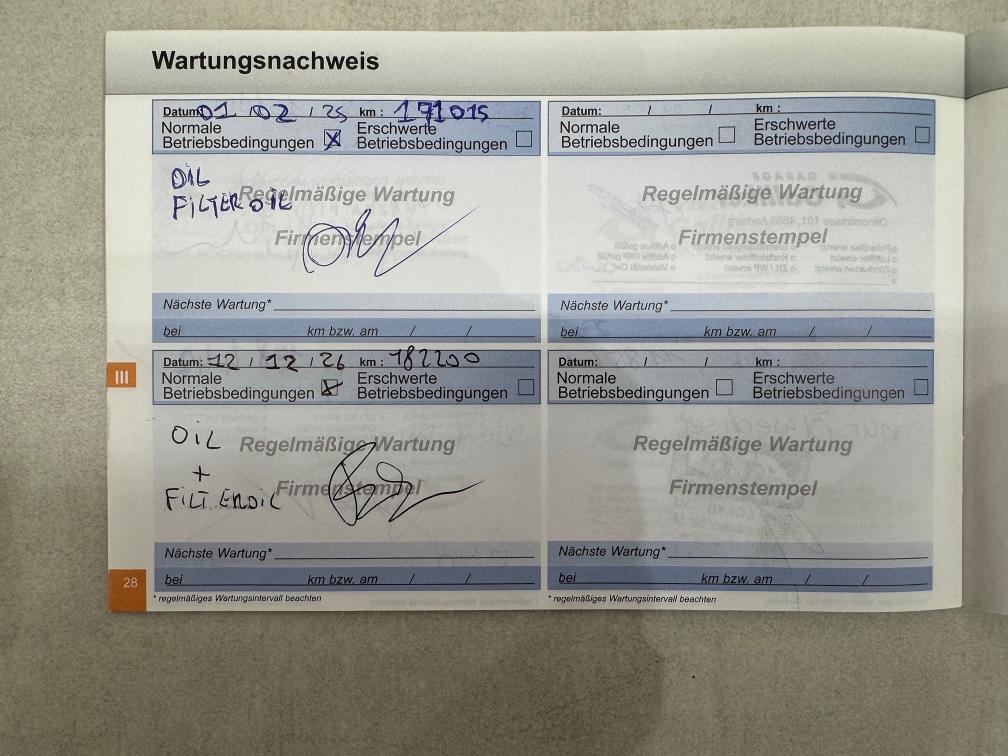 Wartungsnachweis
Datum: 01 / 02 / 25 km : 171015
Normale Betriebsbedingungen Erschwerte Betriebsbedingungen
OIL
FILTER OIL
Regelmäßige Wartung
Firmenstempel
Nächste Wartung*
bei km bzw. am / /
Datum: / / km :
Normale Betriebsbedingungen Erschwerte Betriebsbedingungen
Regelmäßige Wartung
Firmenstempel
Nächste Wartung*
bei km bzw. am / /
III
Datum: 12 / 12 / 26 km : 182200
Normale Betriebsbedingungen Erschwerte Betriebsbedingungen
OIL
+
FILTEROIL
Regelmäßige Wartung
Firmenstempel
Nächste Wartung*
bei km bzw. am / /
* regelmäßiges Wartungsintervall beachten
Datum: / / km :
Normale Betriebsbedingungen Erschwerte Betriebsbedingungen
Regelmäßige Wartung
Firmenstempel
Nächste Wartung*
bei km bzw. am / /
* regelmäßiges Wartungsintervall beachten
28